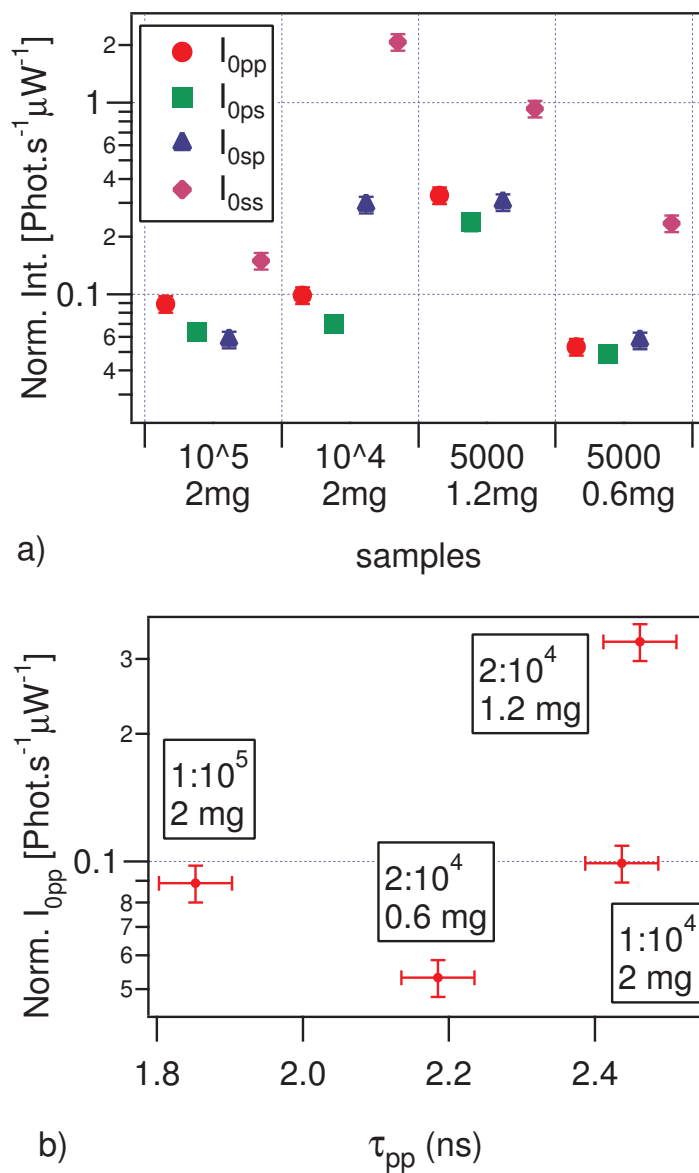 Norm. Int. [Phot.s⁻¹µW⁻¹]
2
1
4
2
0.1
6
4
I₀pp
I₀ps
I₀sp
I₀ss
10^5 10^4 5000 5000
2mg 2mg 1.2mg 0.6mg
a)
samples
Norm. I₀pp [Phot.s⁻¹µW⁻¹]
3
2
0.1
8
7
6
5
2:10⁴
1.2 mg
1:10⁵
2 mg
2:10⁴
0.6 mg
1:10⁴
2 mg
1.8 2.0 2.2 2.4
b)
τpp (ns)